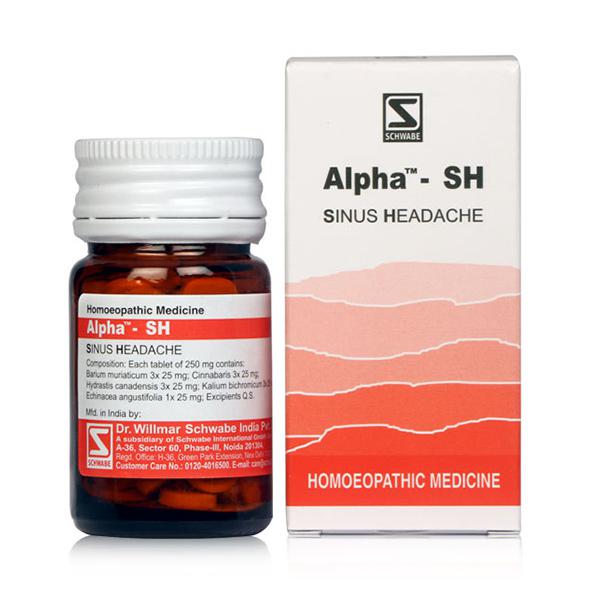 Homoeopathic Medicine
Alpha™- SH
SINUS HEADACHE
Composition: Each tablet of 250 mg contains:
Barium muriaticum 3x 25 mg; Cinnabaris 3x 25 mg;
Hydrastis canadensis 3x 25 mg; Kalium bichromicum 3x 25
Echinacea angustifolia 1x 25 mg; Excipients Q.S.
Mfd. in India by:
Dr. Willmar Schwabe India Pvt.
A subsidiary of Schwabe International
A-36, Sector 60, Phase-III, Noida 201304,
Regd. Office: H-36, Green Park Extension, New Delhi
Customer Care No.: 0120-4016500. E-mail:
SCHWABE
SCHWABE
Alpha™- SH
SINUS HEADACHE
HOMOEOPATHIC MEDICINE